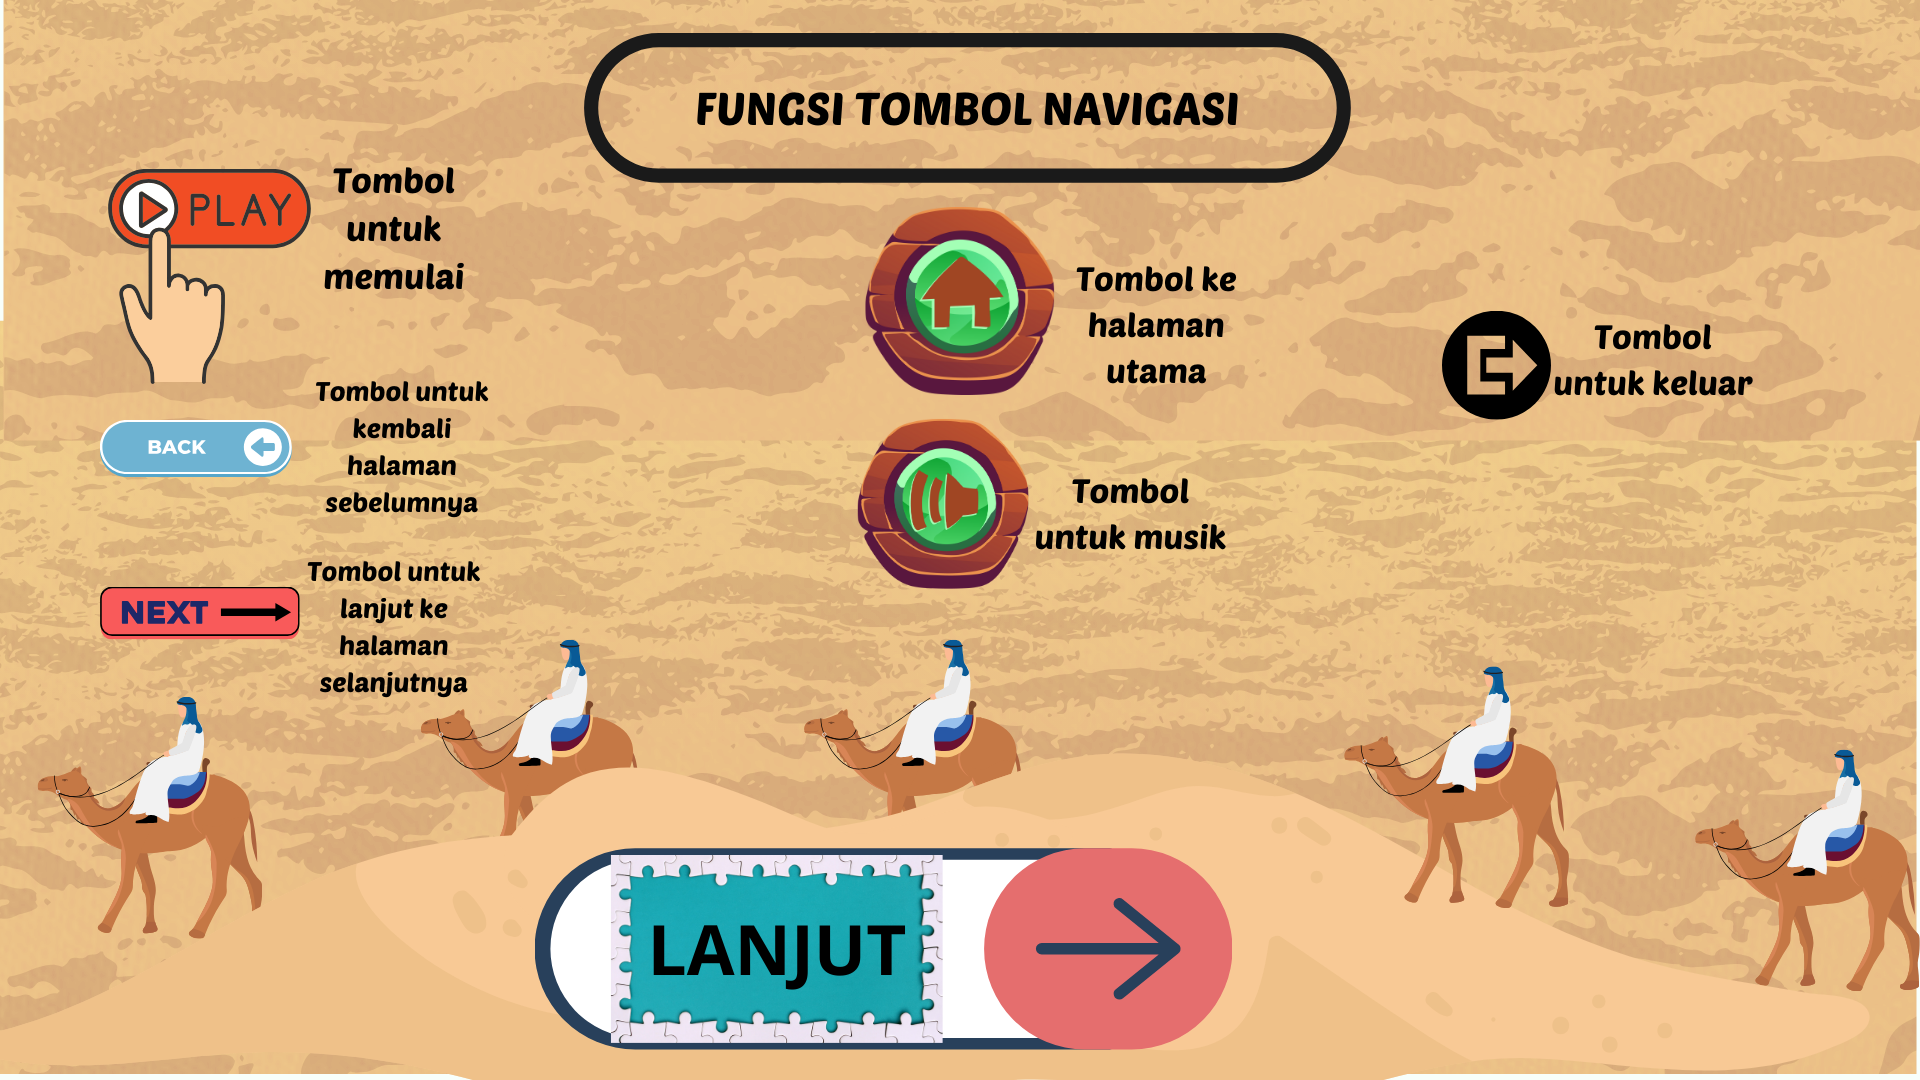 FUNGSI TOMBOL NAVIGASI
PLAY
Tombol
untuk
memulai
BACK
Tombol untuk
kembali
halaman
sebelumnya
NEXT
Tombol untuk
lanjut ke
halaman
selanjutnya
Tombol ke
halaman
utama
Tombol
untuk musik
Tombol
untuk keluar
LANJUT